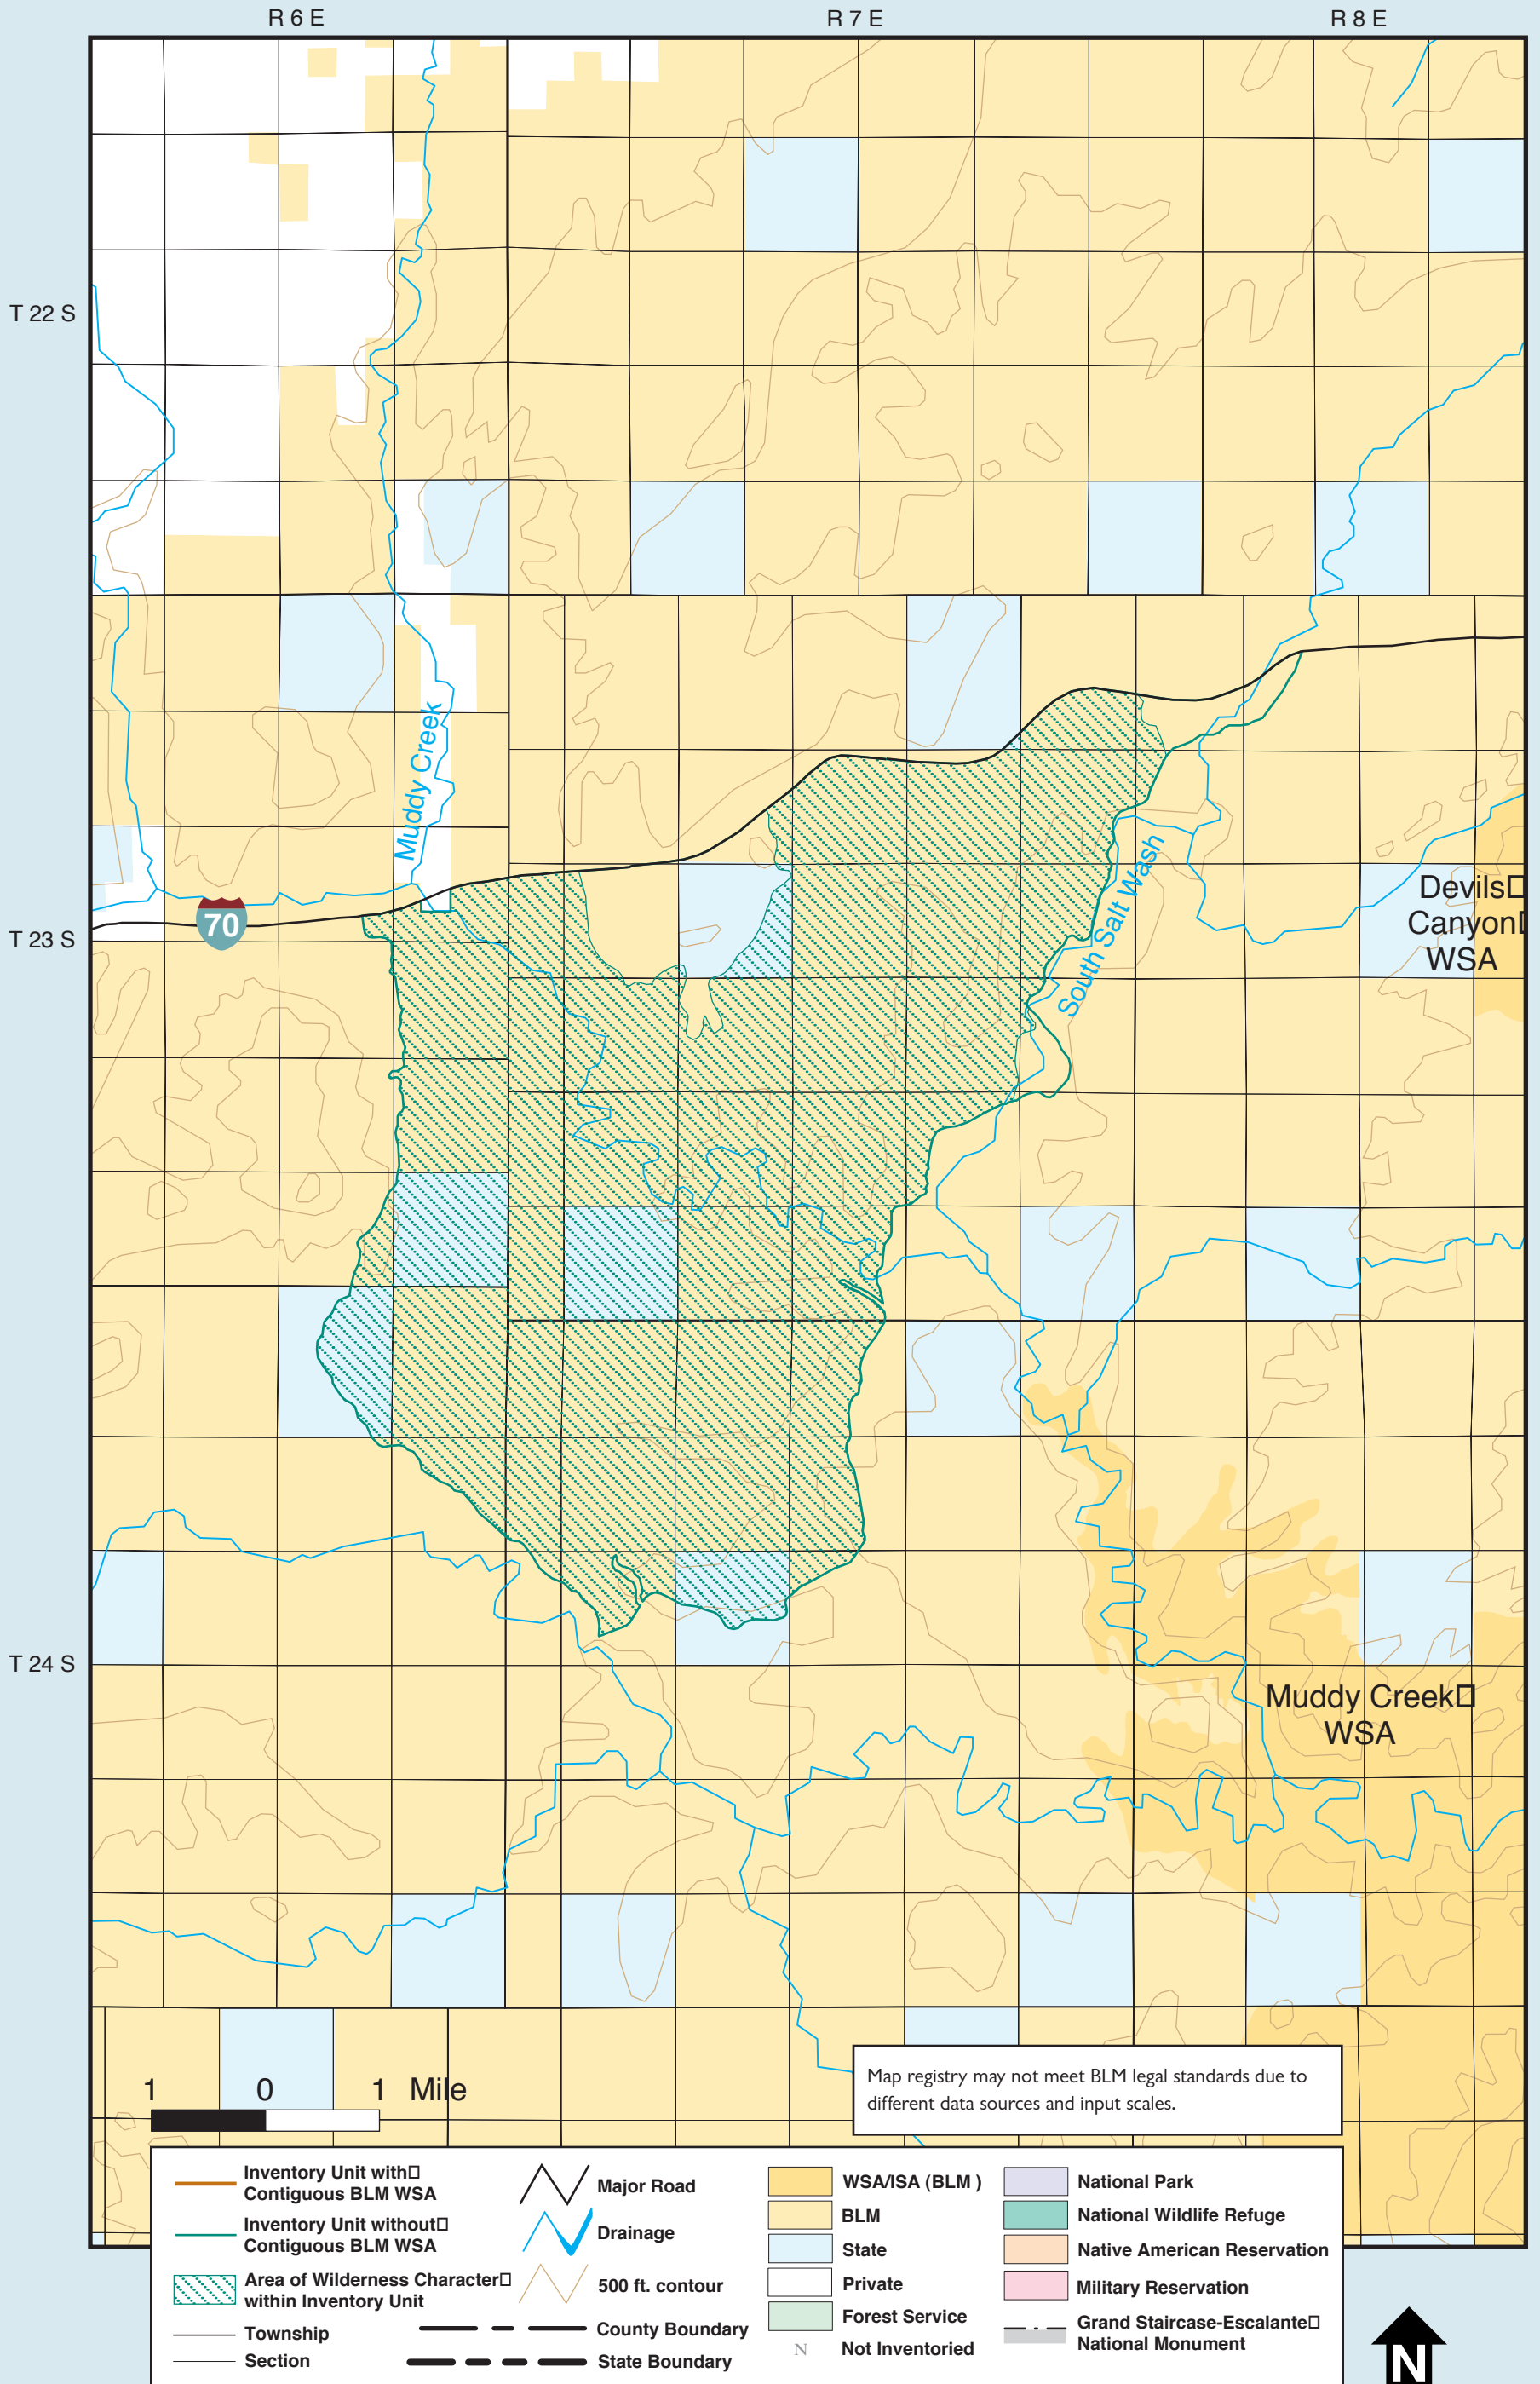 R 6 E
R 7 E
R 8 E
T 22 S
Muddy Creek
South Salt Wash
Devils
Canyon
WSA
T 23 S
70
T 24 S
Muddy Creek
WSA
1 0 1 Mile
Map registry may not meet BLM legal standards due to
different data sources and input scales.
Inventory Unit with
Contiguous BLM WSA
Inventory Unit without
Contiguous BLM WSA
Area of Wilderness Character
within Inventory Unit
Township
Section
Major Road
Drainage
500 ft. contour
County Boundary
State Boundary
WSA/ISA (BLM )
BLM
State
Private
Forest Service
N Not Inventoried
National Park
National Wildlife Refuge
Native American Reservation
Military Reservation
Grand Staircase-Escalante
National Monument
N